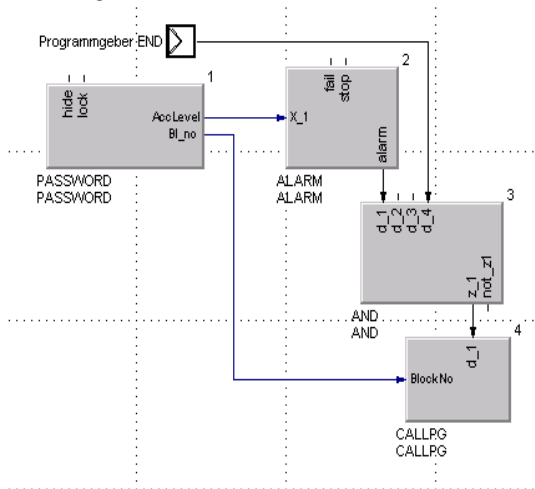 Programmgeber END
1
hide
lock
AccLevel
Bl_no
PASSWORD
PASSWORD
2
fail
stop
X_1
alarm
ALARM
ALARM
3
d_1
d_2
d_3
d_4
z_1
not_z1
AND
AND
4
d_1
BlockNo
CALLPG
CALLPG